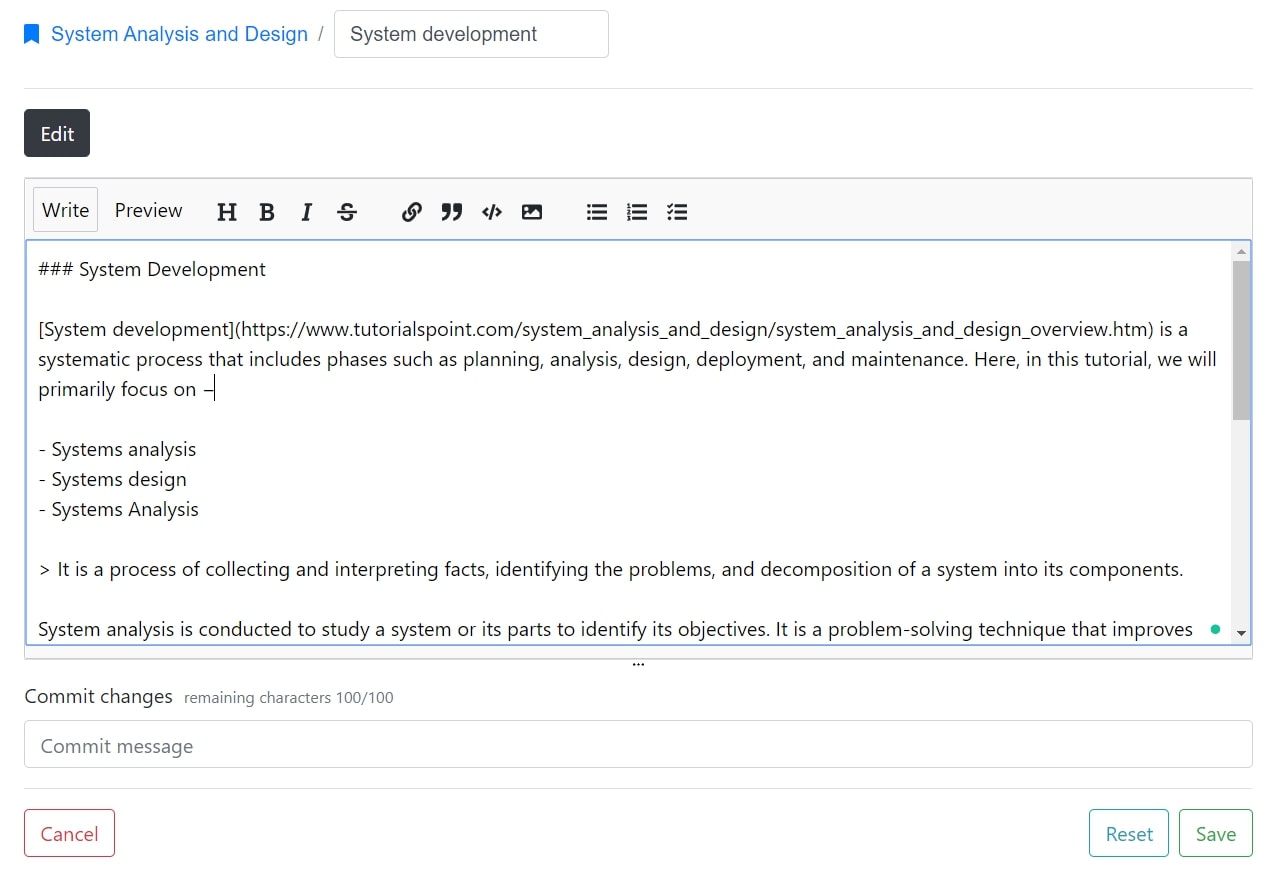 System Analysis and Design / System development
Edit
Write Preview H B I S
### System Development
[System development](https://www.tutorialspoint.com/system_analysis_and_design/system_analysis_and_design_overview.htm) is a
systematic process that includes phases such as planning, analysis, design, deployment, and maintenance. Here, in this tutorial, we will
primarily focus on –
- Systems analysis
- Systems design
- Systems Analysis
> It is a process of collecting and interpreting facts, identifying the problems, and decomposition of a system into its components.
System analysis is conducted to study a system or its parts to identify its objectives. It is a problem-solving technique that improves
...
Commit changes remaining characters 100/100
Commit message
Cancel Reset Save